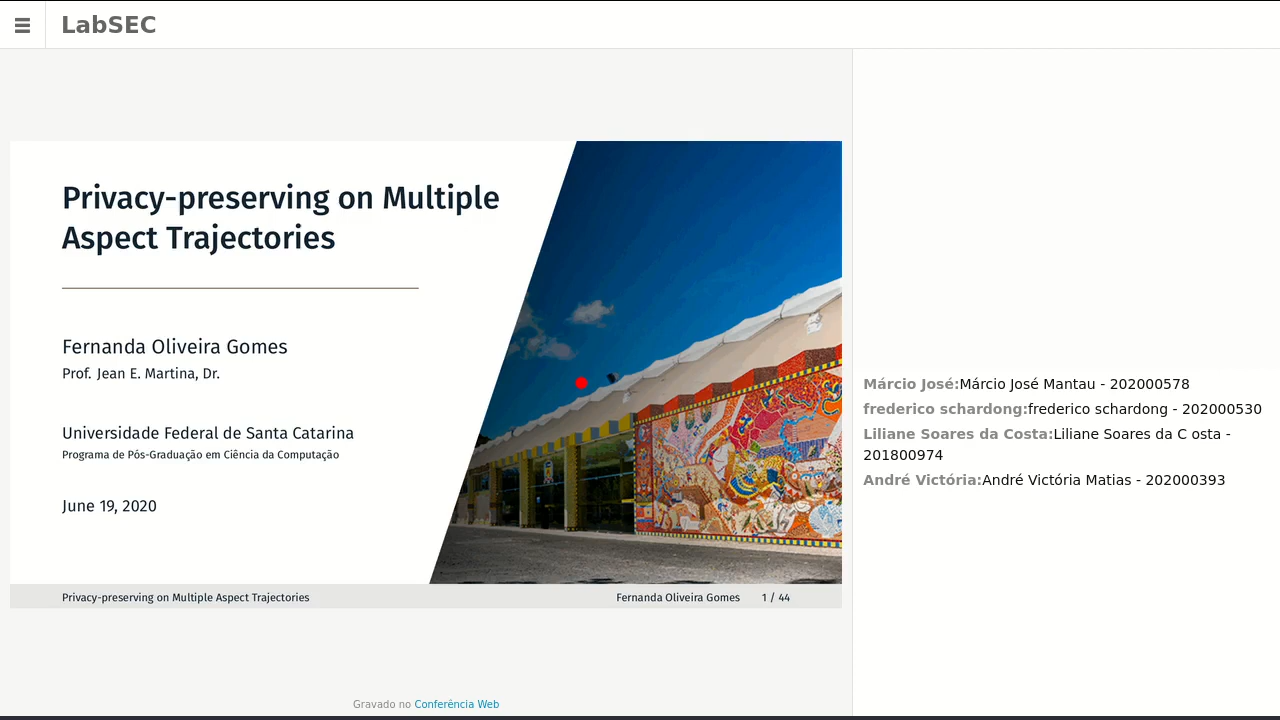 LabSEC
Privacy-preserving on Multiple
Aspect Trajectories
Fernanda Oliveira Gomes
Prof. Jean E. Martina, Dr.
Universidade Federal de Santa Catarina
Programa de Pós-Graduação em Ciência da Computação
June 19, 2020
Privacy-preserving on Multiple Aspect Trajectories
Fernanda Oliveira Gomes
1 / 44
Gravado no Conferência Web
Márcio José:Márcio José Mantau - 202000578
frederico schardong:frederico schardong - 202000530
Liliane Soares da Costa:Liliane Soares da C osta -
201800974
André Victória:André Victória Matias - 202000393